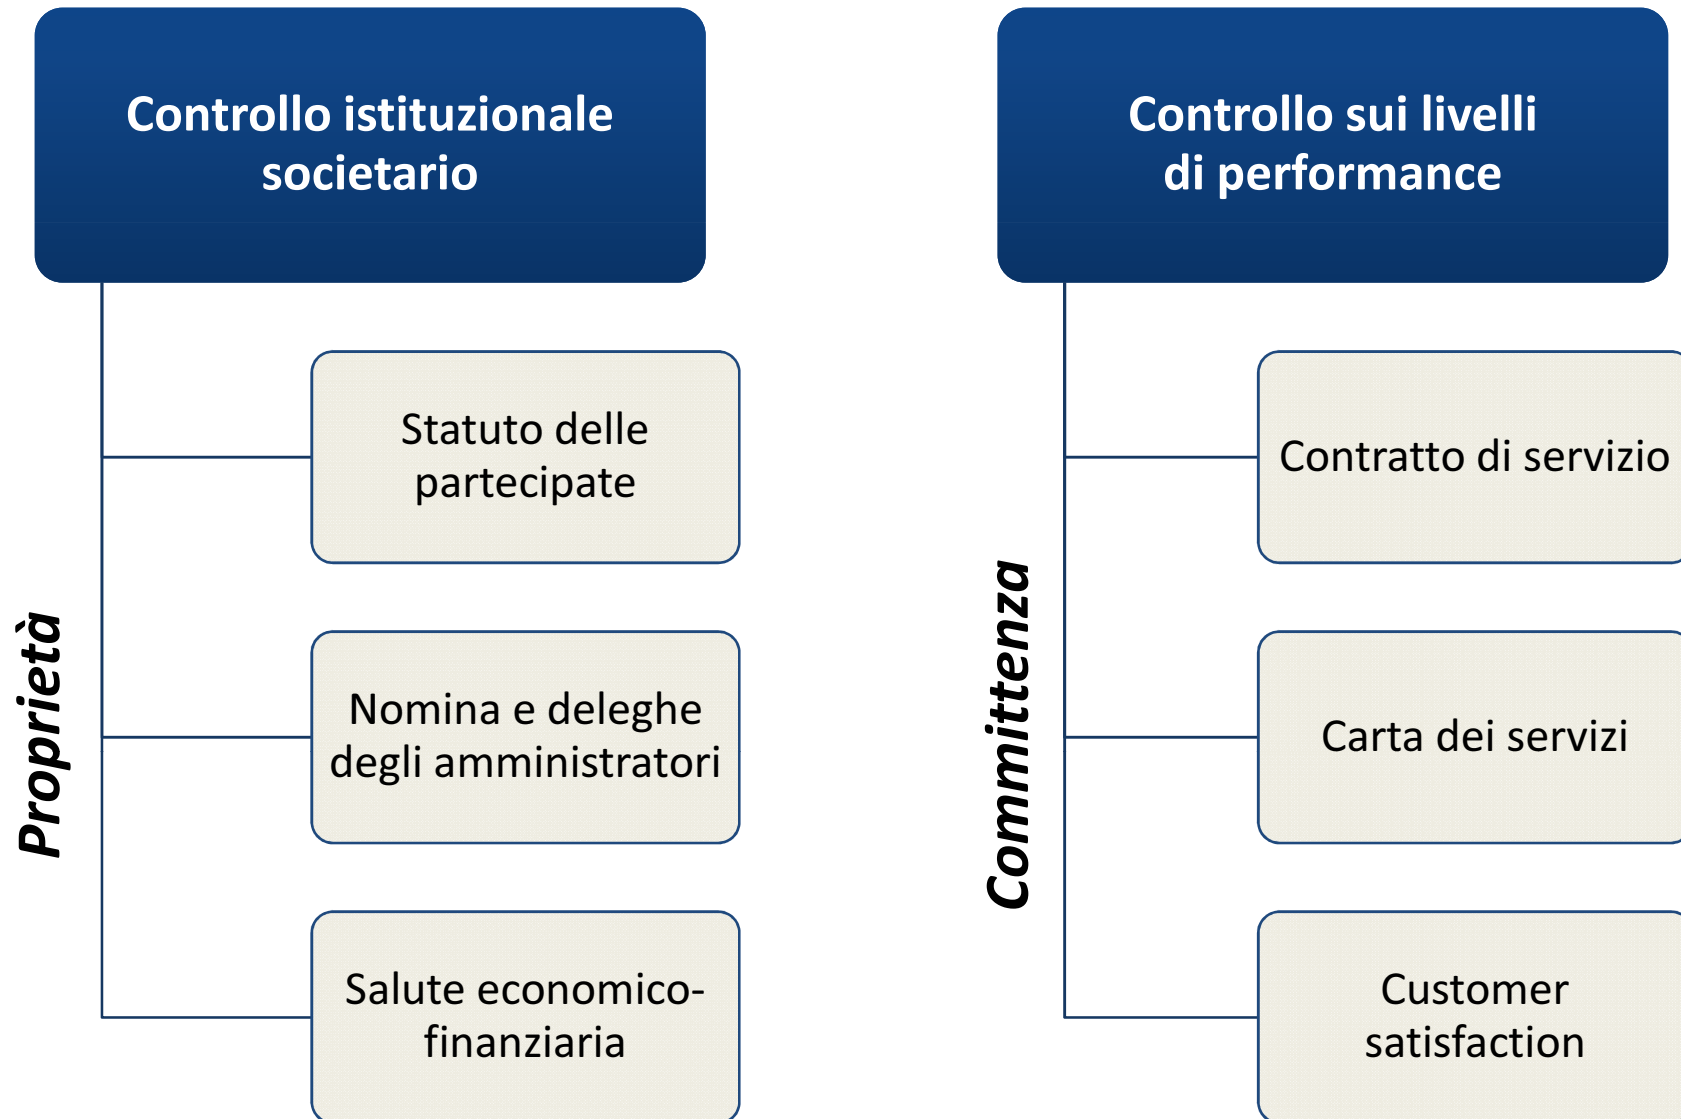 Controllo istituzionale
societario
Proprietà
Statuto delle
partecipate
Nomina e deleghe
degli amministratori
Salute economico-
finanziaria
Controllo sui livelli
di performance
Committenza
Contratto di servizio
Carta dei servizi
Customer
satisfaction